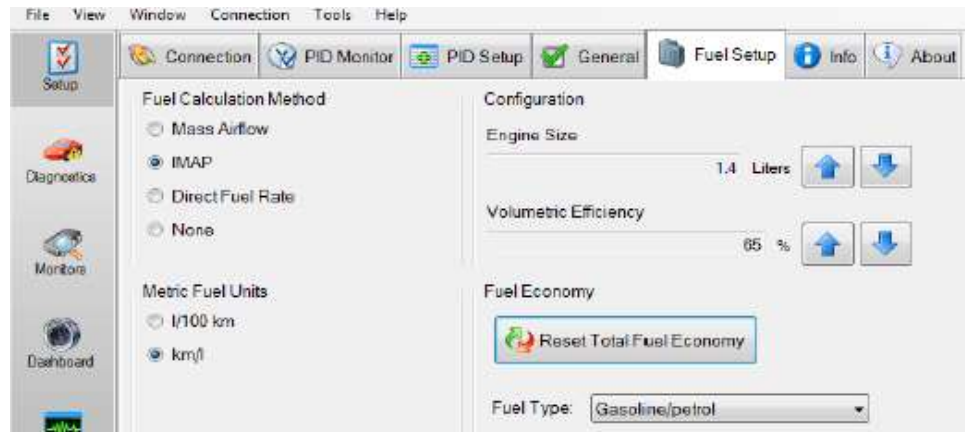 File View Window Connection Tools Help
Connection PID Monitor PID Setup General Fuel Setup Info About
Setup
Diagnostics
Monitors
Dashboard
Fuel Calculation Method
Mass Airflow
IMAP
Direct Fuel Rate
None
Metric Fuel Units
l/100 km
km/l
Configuration
Engine Size
1.4 Liters
Volumetric Efficiency
65 %
Fuel Economy
Reset Total Fuel Economy
Fuel Type: Gasoline/petrol